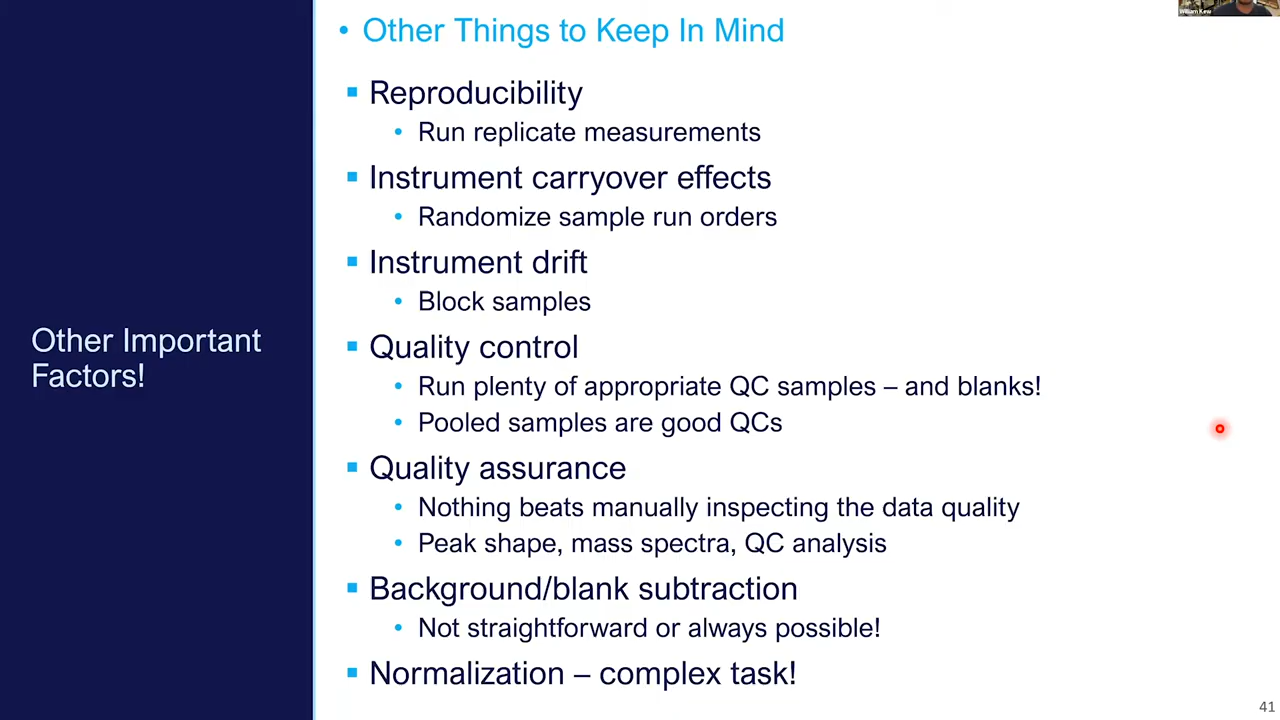 Other Important
Factors!
• Other Things to Keep In Mind
▪ Reproducibility
• Run replicate measurements
▪ Instrument carryover effects
• Randomize sample run orders
▪ Instrument drift
• Block samples
▪ Quality control
• Run plenty of appropriate QC samples – and blanks!
• Pooled samples are good QCs
▪ Quality assurance
• Nothing beats manually inspecting the data quality
• Peak shape, mass spectra, QC analysis
▪ Background/blank subtraction
• Not straightforward or always possible!
▪ Normalization – complex task!
William Kew
41